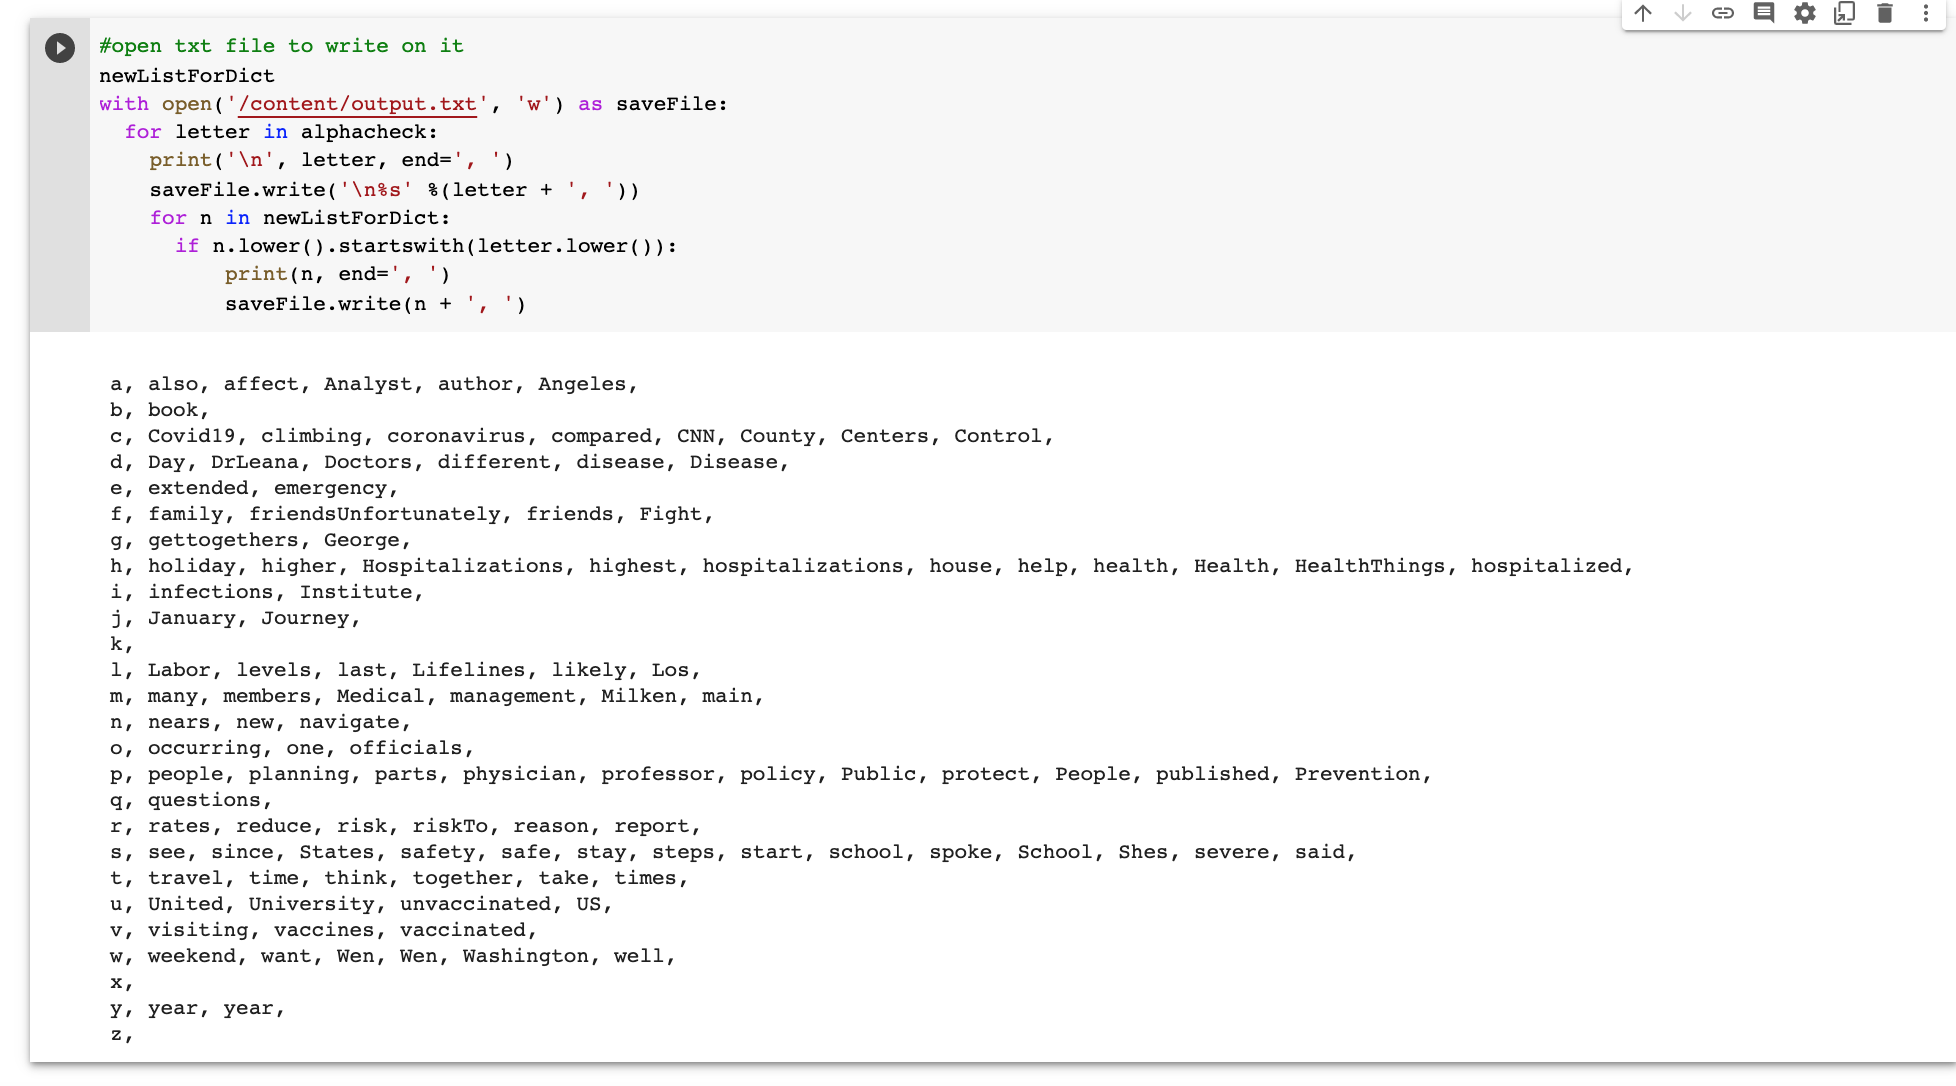 #open txt file to write on it
newListForDict
with open('/content/output.txt', 'w') as saveFile:
  for letter in alphacheck:
    print('\n', letter, end=', ')
    saveFile.write('\n%s' %(letter + ', '))
    for n in newListForDict:
      if n.lower().startswith(letter.lower()):
          print(n, end=', ')
          saveFile.write(n + ', ')
a, also, affect, Analyst, author, Angeles,
b, book,
c, Covid19, climbing, coronavirus, compared, CNN, County, Centers, Control,
d, Day, DrLeana, Doctors, different, disease, Disease,
e, extended, emergency,
f, family, friendsUnfortunately, friends, Fight,
g, gettogethers, George,
h, holiday, higher, Hospitalizations, highest, hospitalizations, house, help, health, Health, HealthThings, hospitalized,
i, infections, Institute,
j, January, Journey,
k,
l, Labor, levels, last, Lifelines, likely, Los,
m, many, members, Medical, management, Milken, main,
n, nears, new, navigate,
o, occurring, one, officials,
p, people, planning, parts, physician, professor, policy, Public, protect, People, published, Prevention,
q, questions,
r, rates, reduce, risk, riskTo, reason, report,
s, see, since, States, safety, safe, stay, steps, start, school, spoke, School, Shes, severe, said,
t, travel, time, think, together, take, times,
u, United, University, unvaccinated, US,
v, visiting, vaccines, vaccinated,
w, weekend, want, Wen, Wen, Washington, well,
x,
y, year, year,
z,